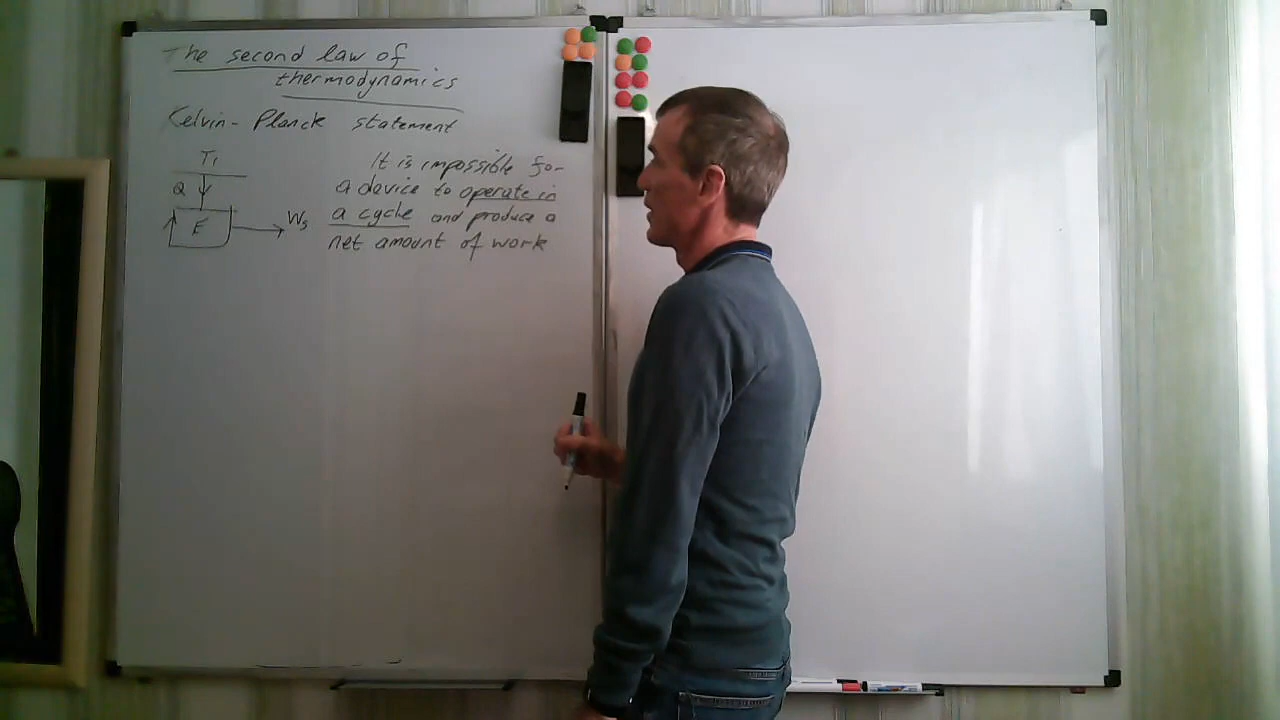 The second law of
thermodynamics
Kelvin-Planck statement
T1
Q
E
Ws
It is impossible for
a device to operate in
a cycle and produce a
net amount of work